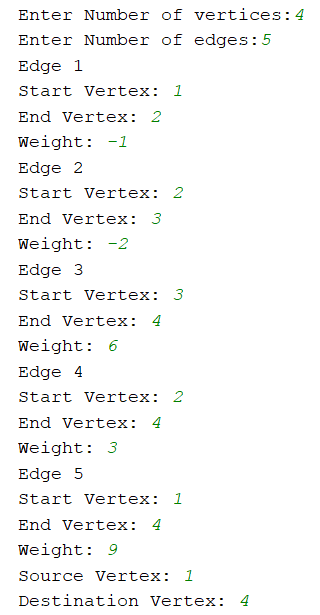 Enter Number of vertices:4
Enter Number of edges:5
Edge 1
Start Vertex: 1
End Vertex: 2
Weight: -1
Edge 2
Start Vertex: 2
End Vertex: 3
Weight: -2
Edge 3
Start Vertex: 3
End Vertex: 4
Weight: 6
Edge 4
Start Vertex: 2
End Vertex: 4
Weight: 3
Edge 5
Start Vertex: 1
End Vertex: 4
Weight: 9
Source Vertex: 1
Destination Vertex: 4